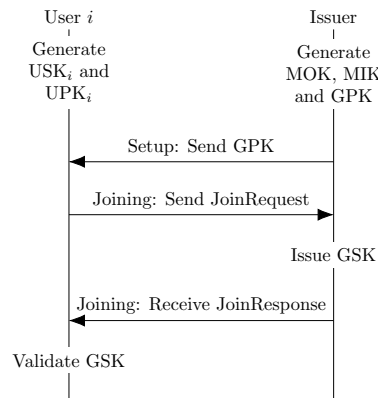 User i
Issuer
Generate
USKᵢ and
UPKᵢ
Generate
MOK, MIK
and GPK
Setup: Send GPK
Joining: Send JoinRequest
Issue GSK
Joining: Receive JoinResponse
Validate GSK